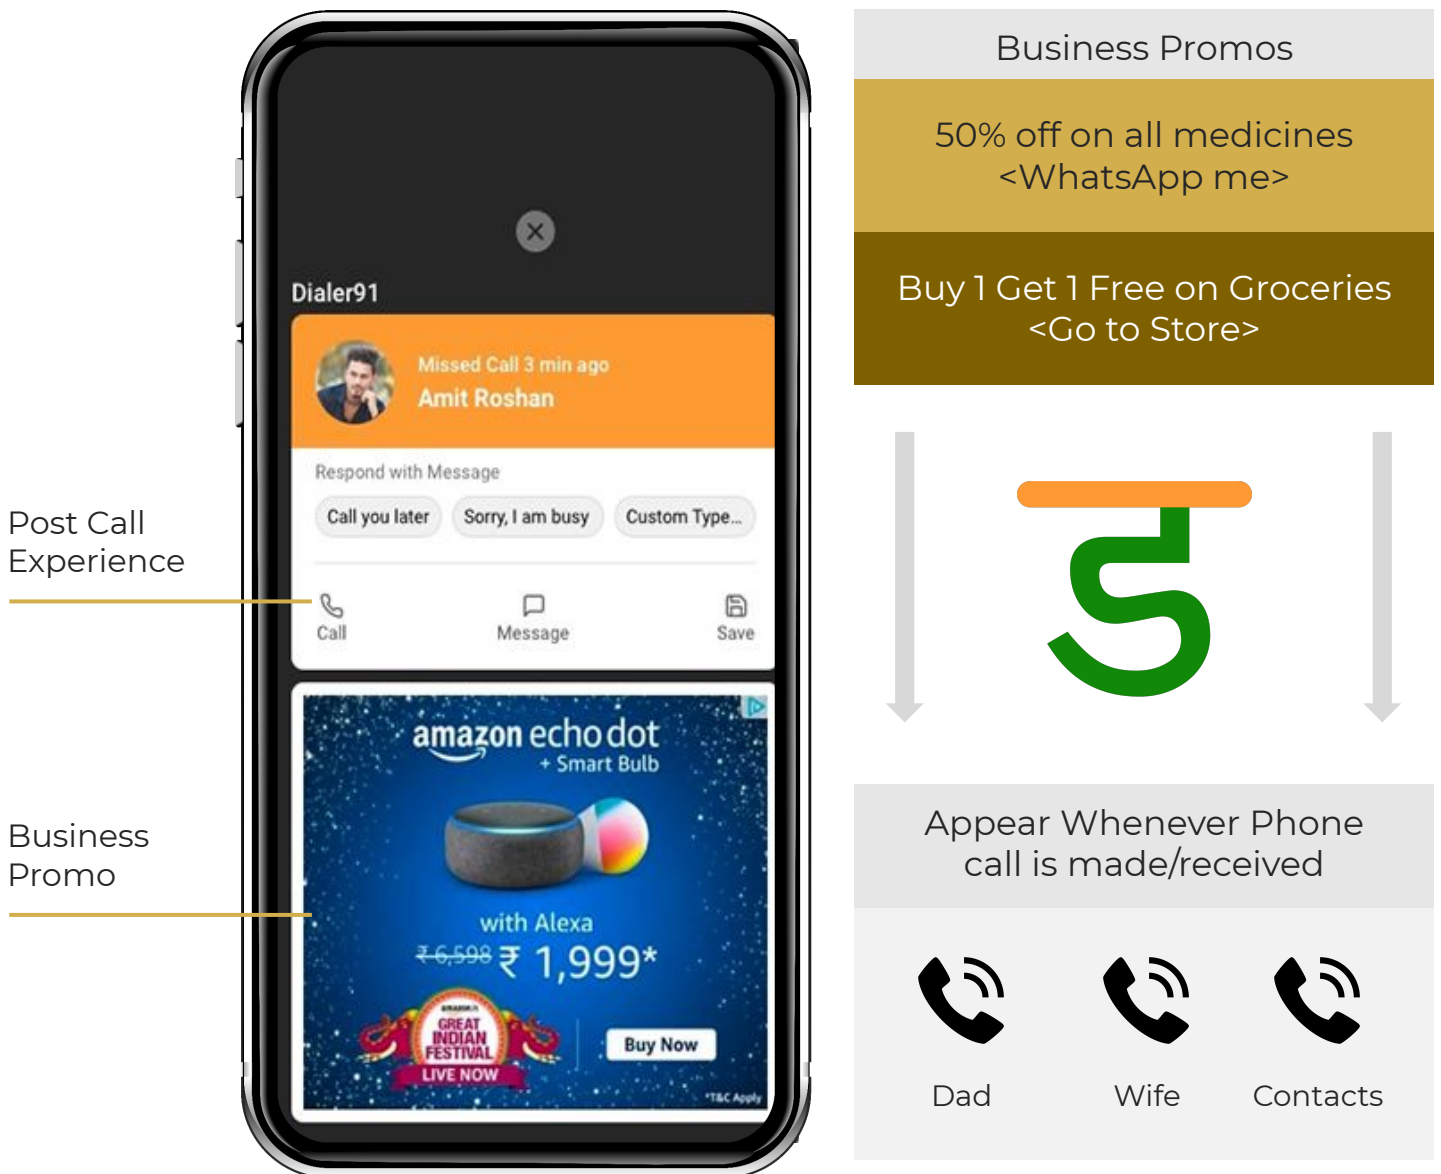 Post Call
Experience
Business
Promo
Dialer91
Missed Call 3 min ago
Amit Roshan
Respond with Message
Call you later
Sorry, I am busy
Custom Type...
Call
Message
Save
amazon echo dot
+ Smart Bulb
with Alexa
₹ 6,598 ₹ 1,999*
amazon.in
GREAT
INDIAN
FESTIVAL
LIVE NOW
Buy Now
*T&C Apply
Business Promos
50% off on all medicines
<WhatsApp me>
Buy 1 Get 1 Free on Groceries
<Go to Store>
ड
Appear Whenever Phone
call is made/received
Dad
Wife
Contacts